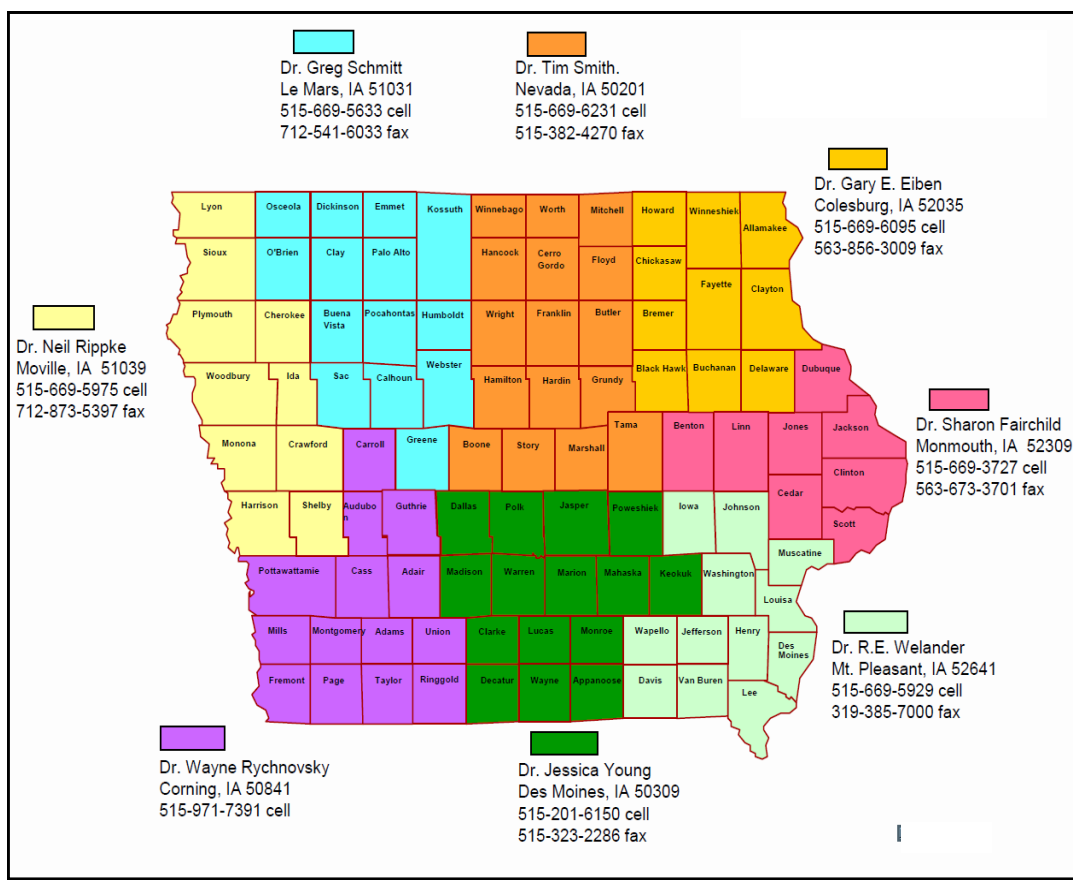 Dr. Greg Schmitt
Le Mars, IA 51031
515-669-5633 cell
712-541-6033 fax
Dr. Tim Smith.
Nevada, IA 50201
515-669-6231 cell
515-382-4270 fax
Dr. Gary E. Eiben
Colesburg, IA 52035
515-669-6095 cell
563-856-3009 fax
Dr. Neil Rippke
Moville, IA  51039
515-669-5975 cell
712-873-5397 fax
Dr. Sharon Fairchild
Monmouth, IA  52309
515-669-3727 cell
563-673-3701 fax
Dr. R.E. Welander
Mt. Pleasant, IA 52641
515-669-5929 cell
319-385-7000 fax
Dr. Wayne Rychnovsky
Corning, IA 50841
515-971-7391 cell
Dr. Jessica Young
Des Moines, IA 50309
515-201-6150 cell
515-323-2286 fax
Lyon
Osceola
Dickinson
Emmet
Kossuth
Winnebago
Worth
Mitchell
Howard
Winneshiek
Allamakee
Sioux
O'Brien
Clay
Palo Alto
Hancock
Cerro
Gordo
Floyd
Chickasaw
Fayette
Clayton
Plymouth
Cherokee
Buena
Vista
Pocahontas
Humboldt
Wright
Franklin
Butler
Bremer
Woodbury
Ida
Sac
Calhoun
Webster
Hamilton
Hardin
Grundy
Black Hawk
Buchanan
Delaware
Dubuque
Monona
Crawford
Carroll
Greene
Boone
Story
Marshall
Tama
Benton
Linn
Jones
Jackson
Clinton
Cedar
Scott
Harrison
Shelby
Audubo
n
Guthrie
Dallas
Polk
Jasper
Poweshiek
Iowa
Johnson
Muscatine
Pottawattamie
Cass
Adair
Madison
Warren
Marion
Mahaska
Keokuk
Washington
Louisa
Mills
Montgomery
Adams
Union
Clarke
Lucas
Monroe
Wapello
Jefferson
Henry
Des
Moines
Fremont
Page
Taylor
Ringgold
Decatur
Wayne
Appanoose
Davis
Van Buren
Lee